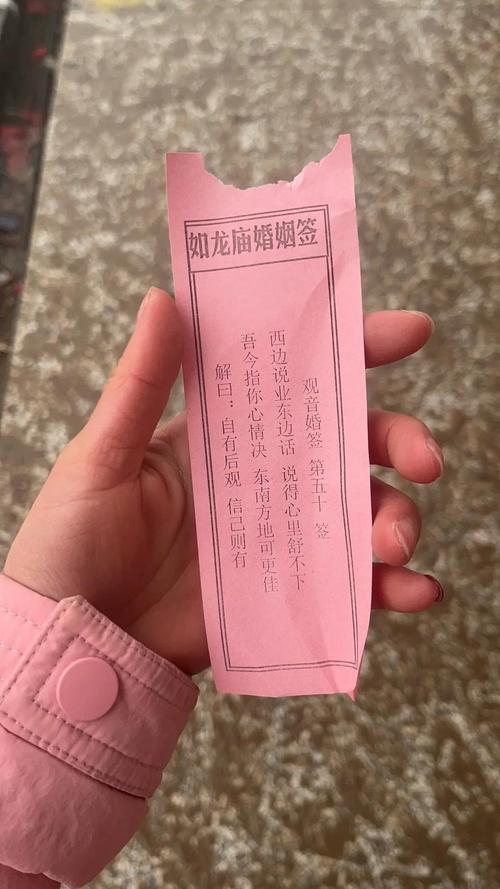 如龙庙婚姻签
观音婚签 第五十 签
西边说业东边话 说得心里舒不下
吾今指你心情决 东南方地可更佳
解曰：自有后观 信己则有